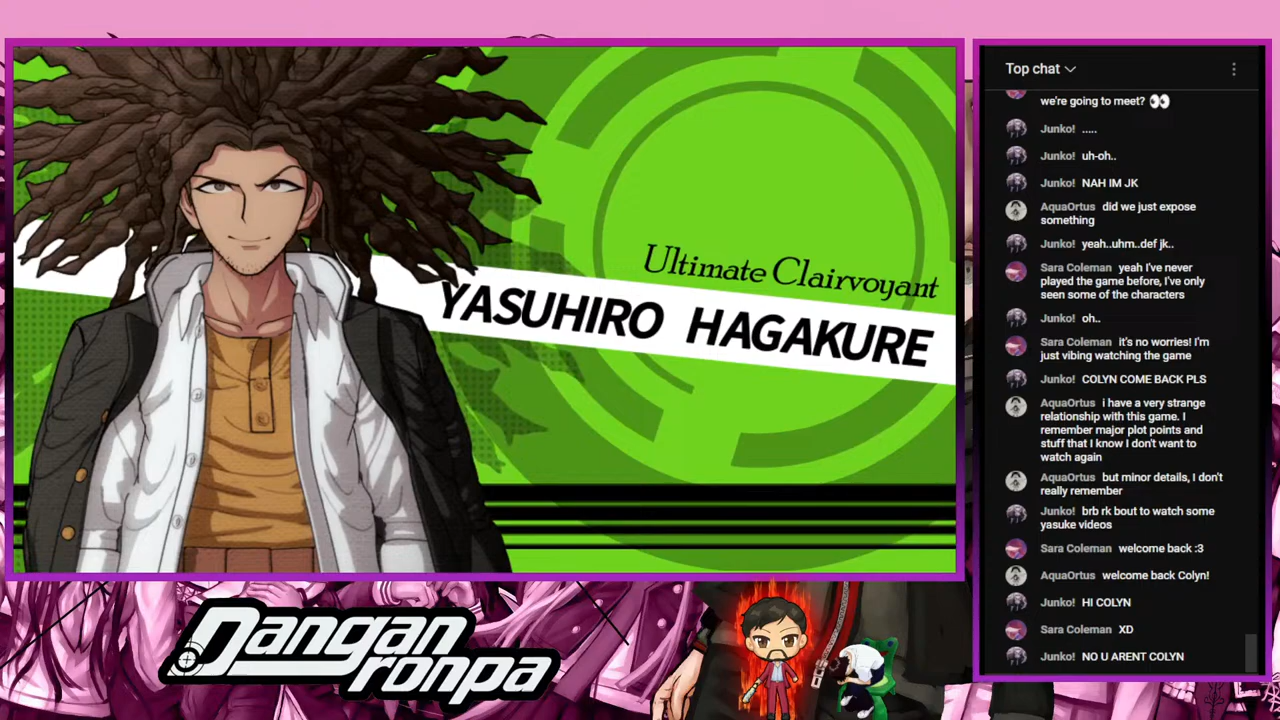 Ultimate Clairvoyant
YASUHIRO HAGAKURE
Dangan
ronpa
Top chat
we're going to meet? 👀
Junko! .....
Junko! uh-oh..
Junko! NAH IM JK
AquaOrtus did we just expose
something
Junko! yeah..uhm..def jk..
Sara Coleman yeah I've never
played the game before, I've only
seen some of the characters
Junko! oh..
Sara Coleman it's no worries! I'm
just vibing watching the game
Junko! COLYN COME BACK PLS
AquaOrtus i have a very strange
relationship with this game. I
remember major plot points and
stuff that I know I don't want to
watch again
AquaOrtus but minor details, I don't
really remember
Junko! brb rk bout to watch some
yasuke videos
Sara Coleman welcome back :3
AquaOrtus welcome back Colyn!
Junko! HI COLYN
Sara Coleman XD
Junko! NO U ARENT COLYN